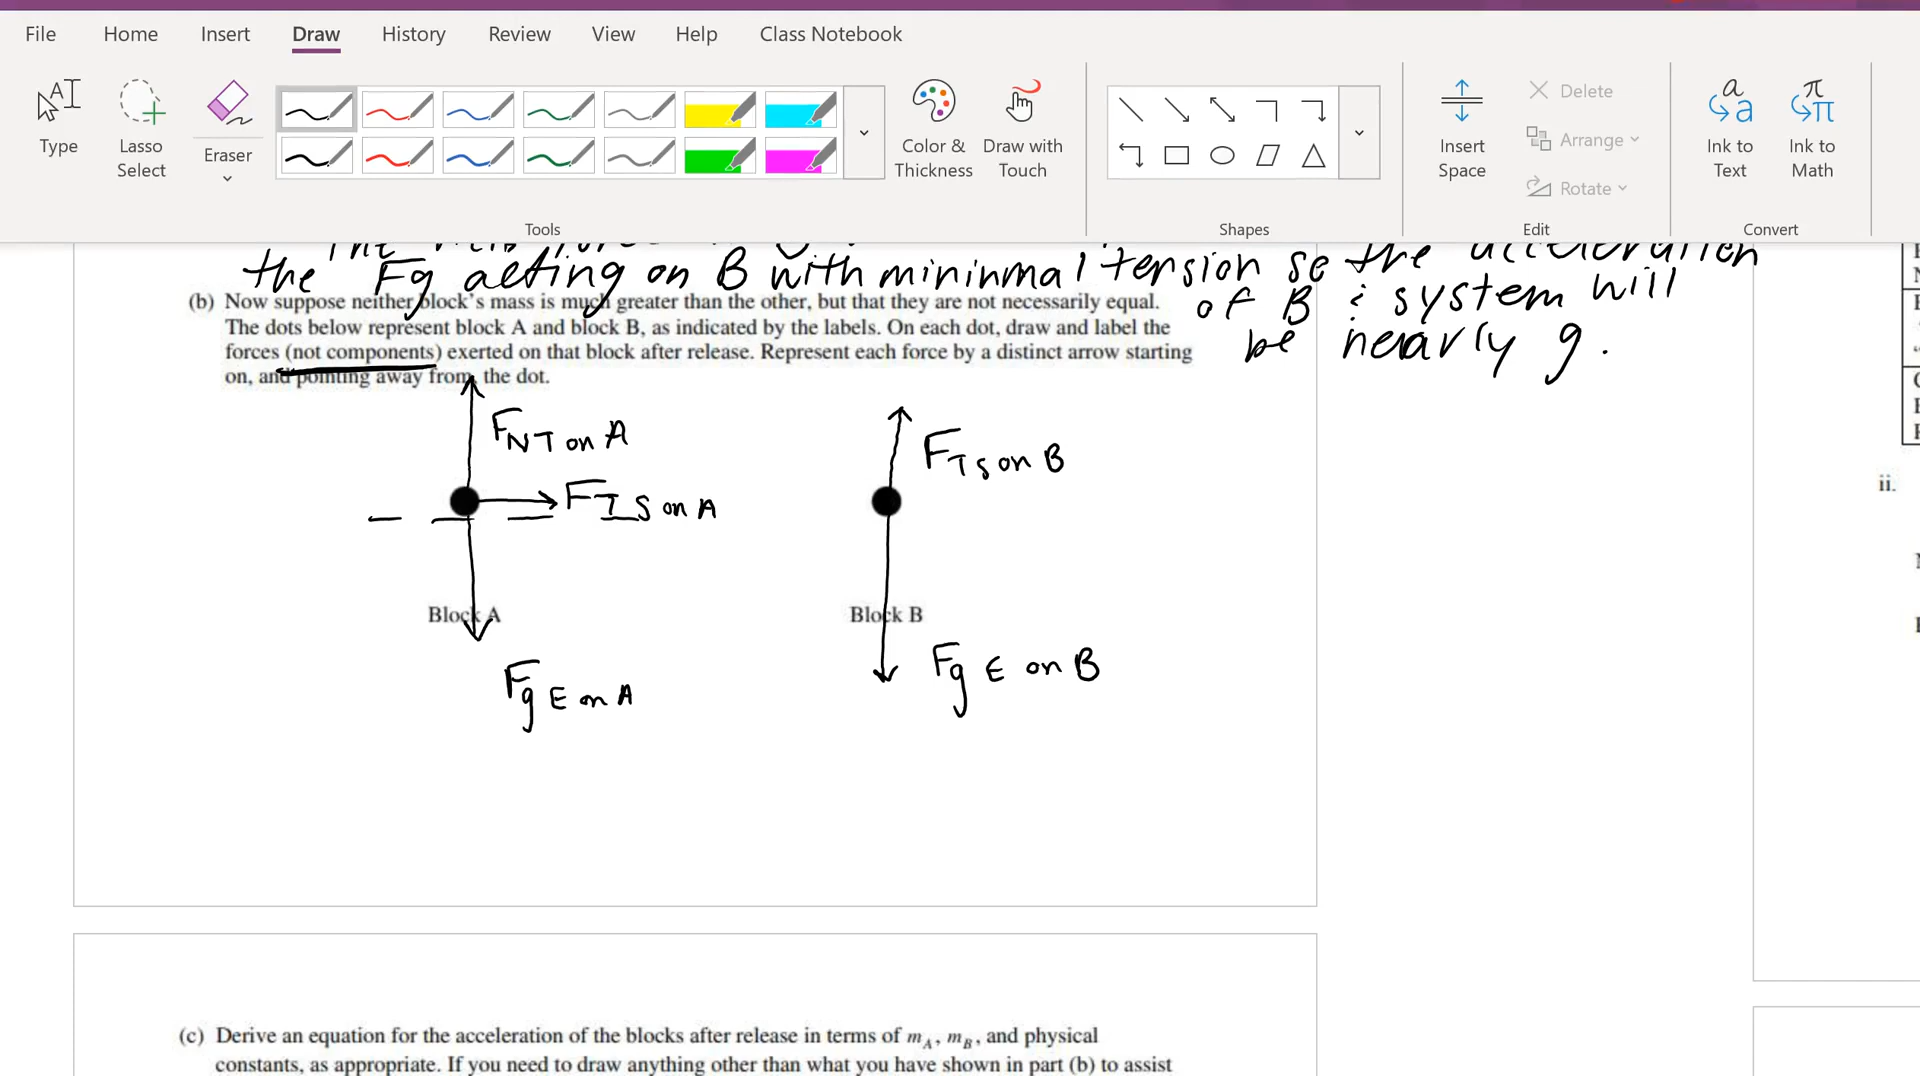 File Home Insert Draw History Review View Help Class Notebook
Type
Lasso Select
Eraser
Color & Thickness
Draw with Touch
Insert Space
Delete
Arrange
Rotate
Ink to Text
Ink to Math
Tools Shapes Edit Convert
the Fg acting on B with mininmal tension so the acceleration
of B & system will
be nearly g.
(b) Now suppose neither block's mass is much greater than the other, but that they are not necessarily equal.
The dots below represent block A and block B, as indicated by the labels. On each dot, draw and label the
forces (not components) exerted on that block after release. Represent each force by a distinct arrow starting
on, and pointing away from, the dot.
FNT on A
FTS on A
Block A
Fg E on A
FTS on B
Block B
Fg E on B
ii.
(c) Derive an equation for the acceleration of the blocks after release in terms of mA, mB, and physical
constants, as appropriate. If you need to draw anything other than what you have shown in part (b) to assist